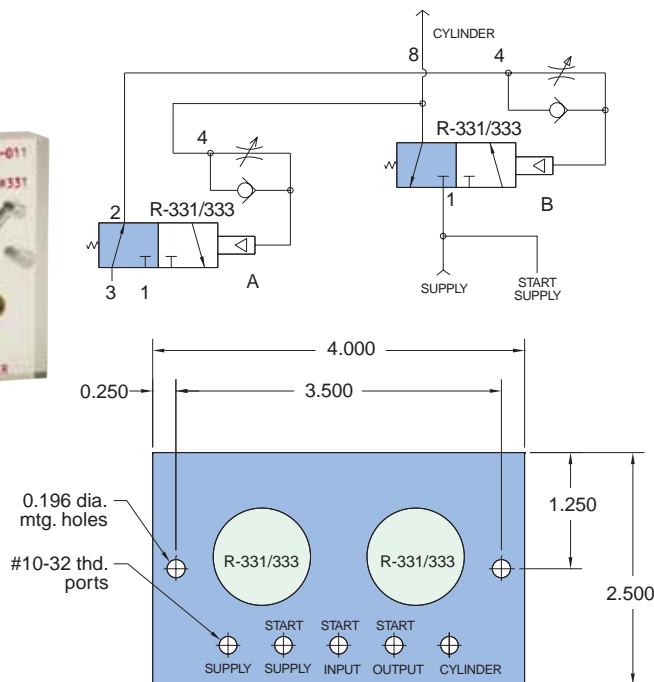 CYLINDER
8
4
4
R-331/333
-011
#331
2
R-331/333
1
B
3
1
A
SUPPLY
START
SUPPLY
R
4.000
0.250
3.500
0.196 dia.
mtg. holes
1.250
#10-32 thd.
ports
R-331/333
R-331/333
2.500
START
START
START
SUPPLY
SUPPLY
INPUT
OUTPUT
CYLINDER